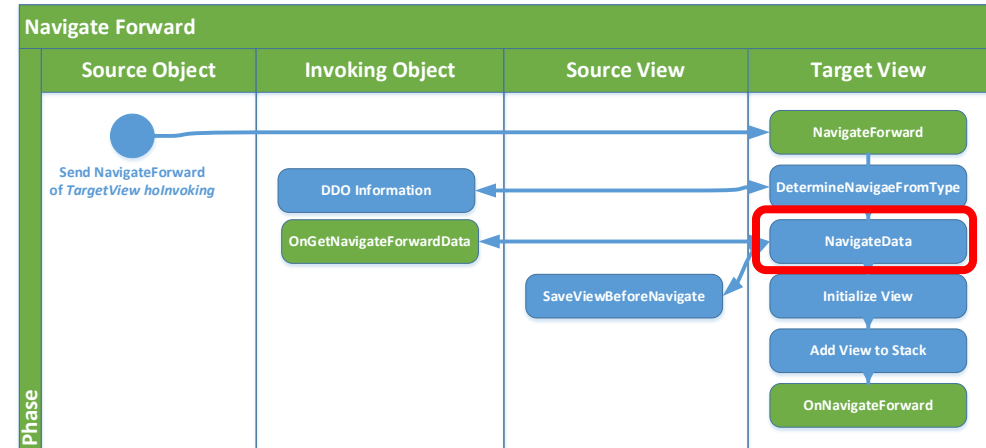 Navigate Forward
Source Object
Invoking Object
Source View
Target View
NavigateForward
Send NavigateForward
of TargetView hoInvoking
DDO Information
DetermineNavigaeFromType
OnGetNavigateForwardData
NavigateData
SaveViewBeforeNavigate
Initialize View
Add View to Stack
OnNavigateForward
Phase